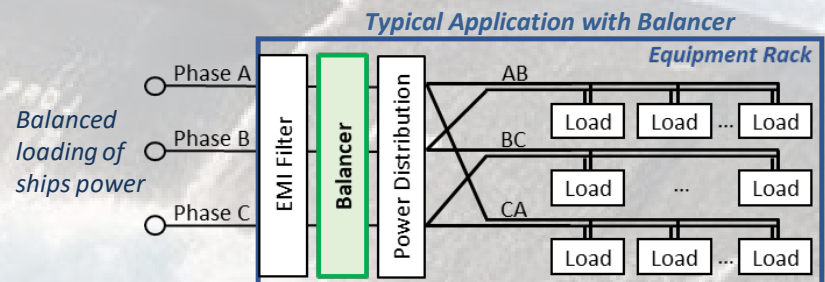 Typical Application with Balancer
Equipment Rack
Balanced
loading of
ships power
Phase A
Phase B
Phase C
EMI Filter
Balancer
Power Distribution
AB
Load Load ... Load
BC
Load ... Load
CA
Load Load ... Load